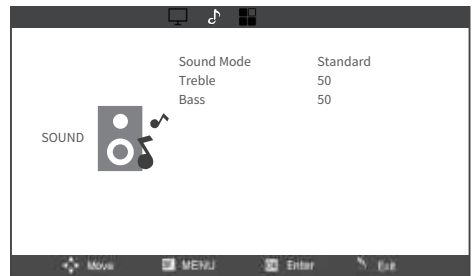 Sound Mode Standard
Treble 50
Bass 50
SOUND
Move MENU Enter Exit